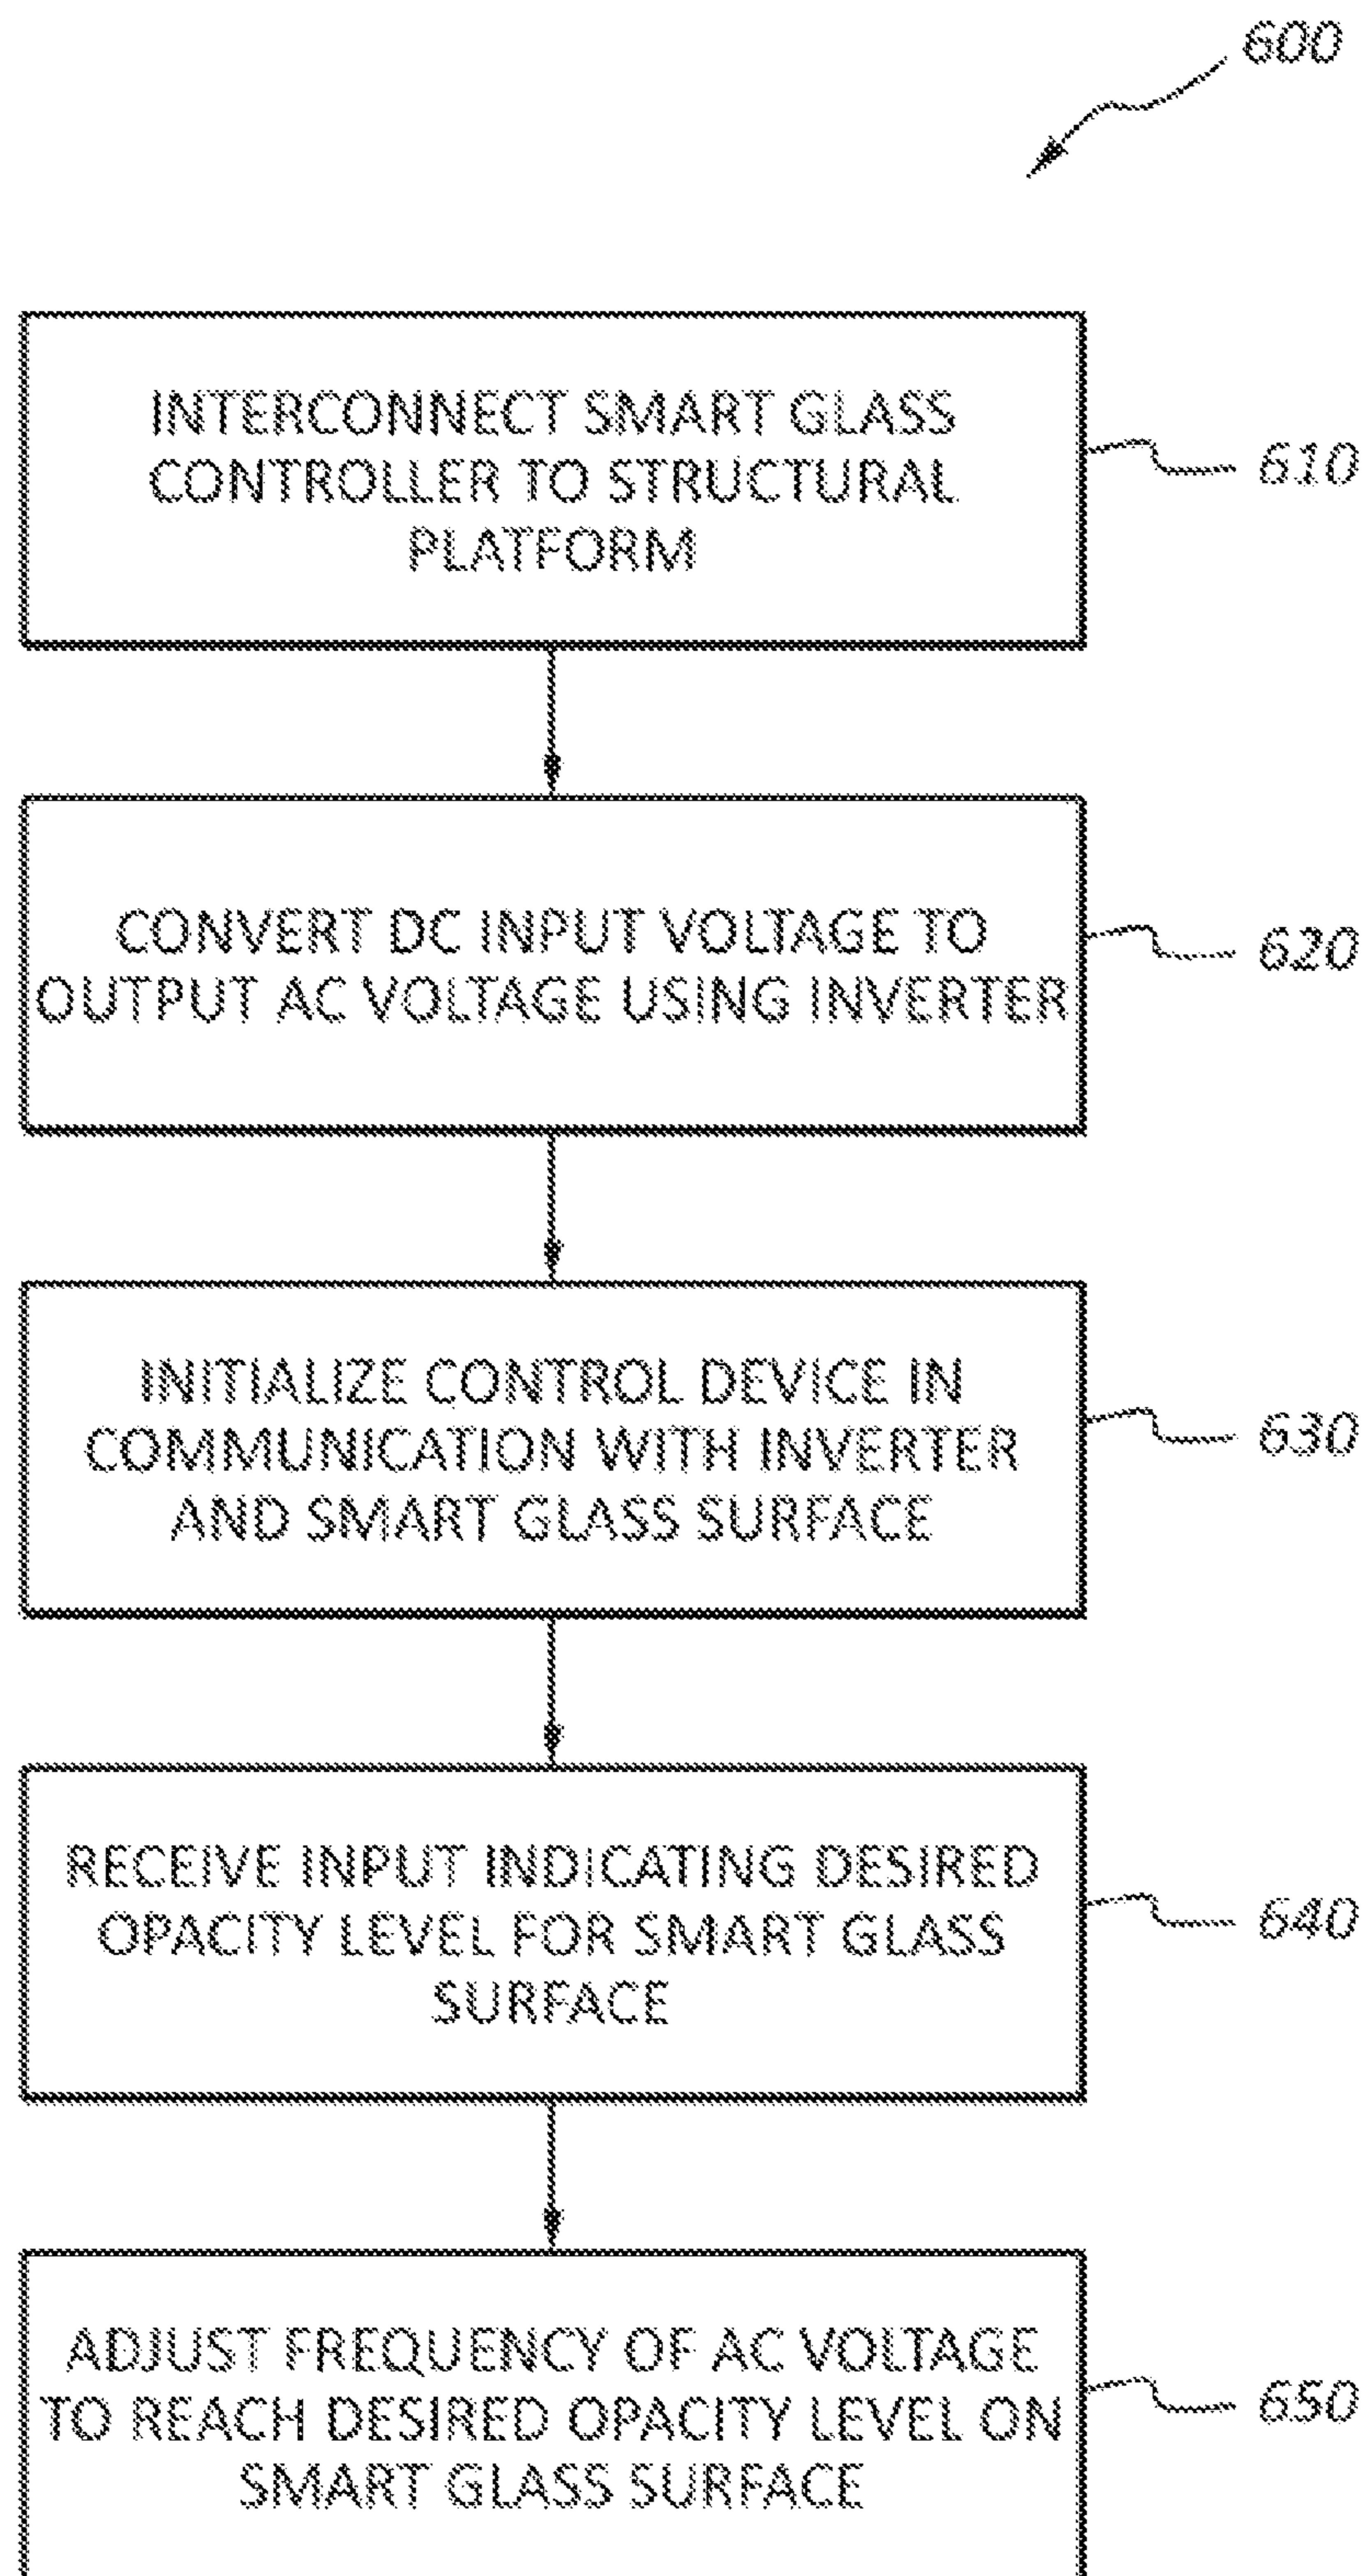 600
INTERCONNECT SMART GLASS
CONTROLLER TO STRUCTURAL
PLATFORM
610
CONVERT DC INPUT VOLTAGE TO
OUTPUT AC VOLTAGE USING INVERTER
620
INITIALIZE CONTROL DEVICE IN
COMMUNICATION WITH INVERTER
AND SMART GLASS SURFACE
630
RECEIVE INPUT INDICATING DESIRED
OPACITY LEVEL FOR SMART GLASS
SURFACE
640
ADJUST FREQUENCY OF AC VOLTAGE
TO REACH DESIRED OPACITY LEVEL ON
SMART GLASS SURFACE
650